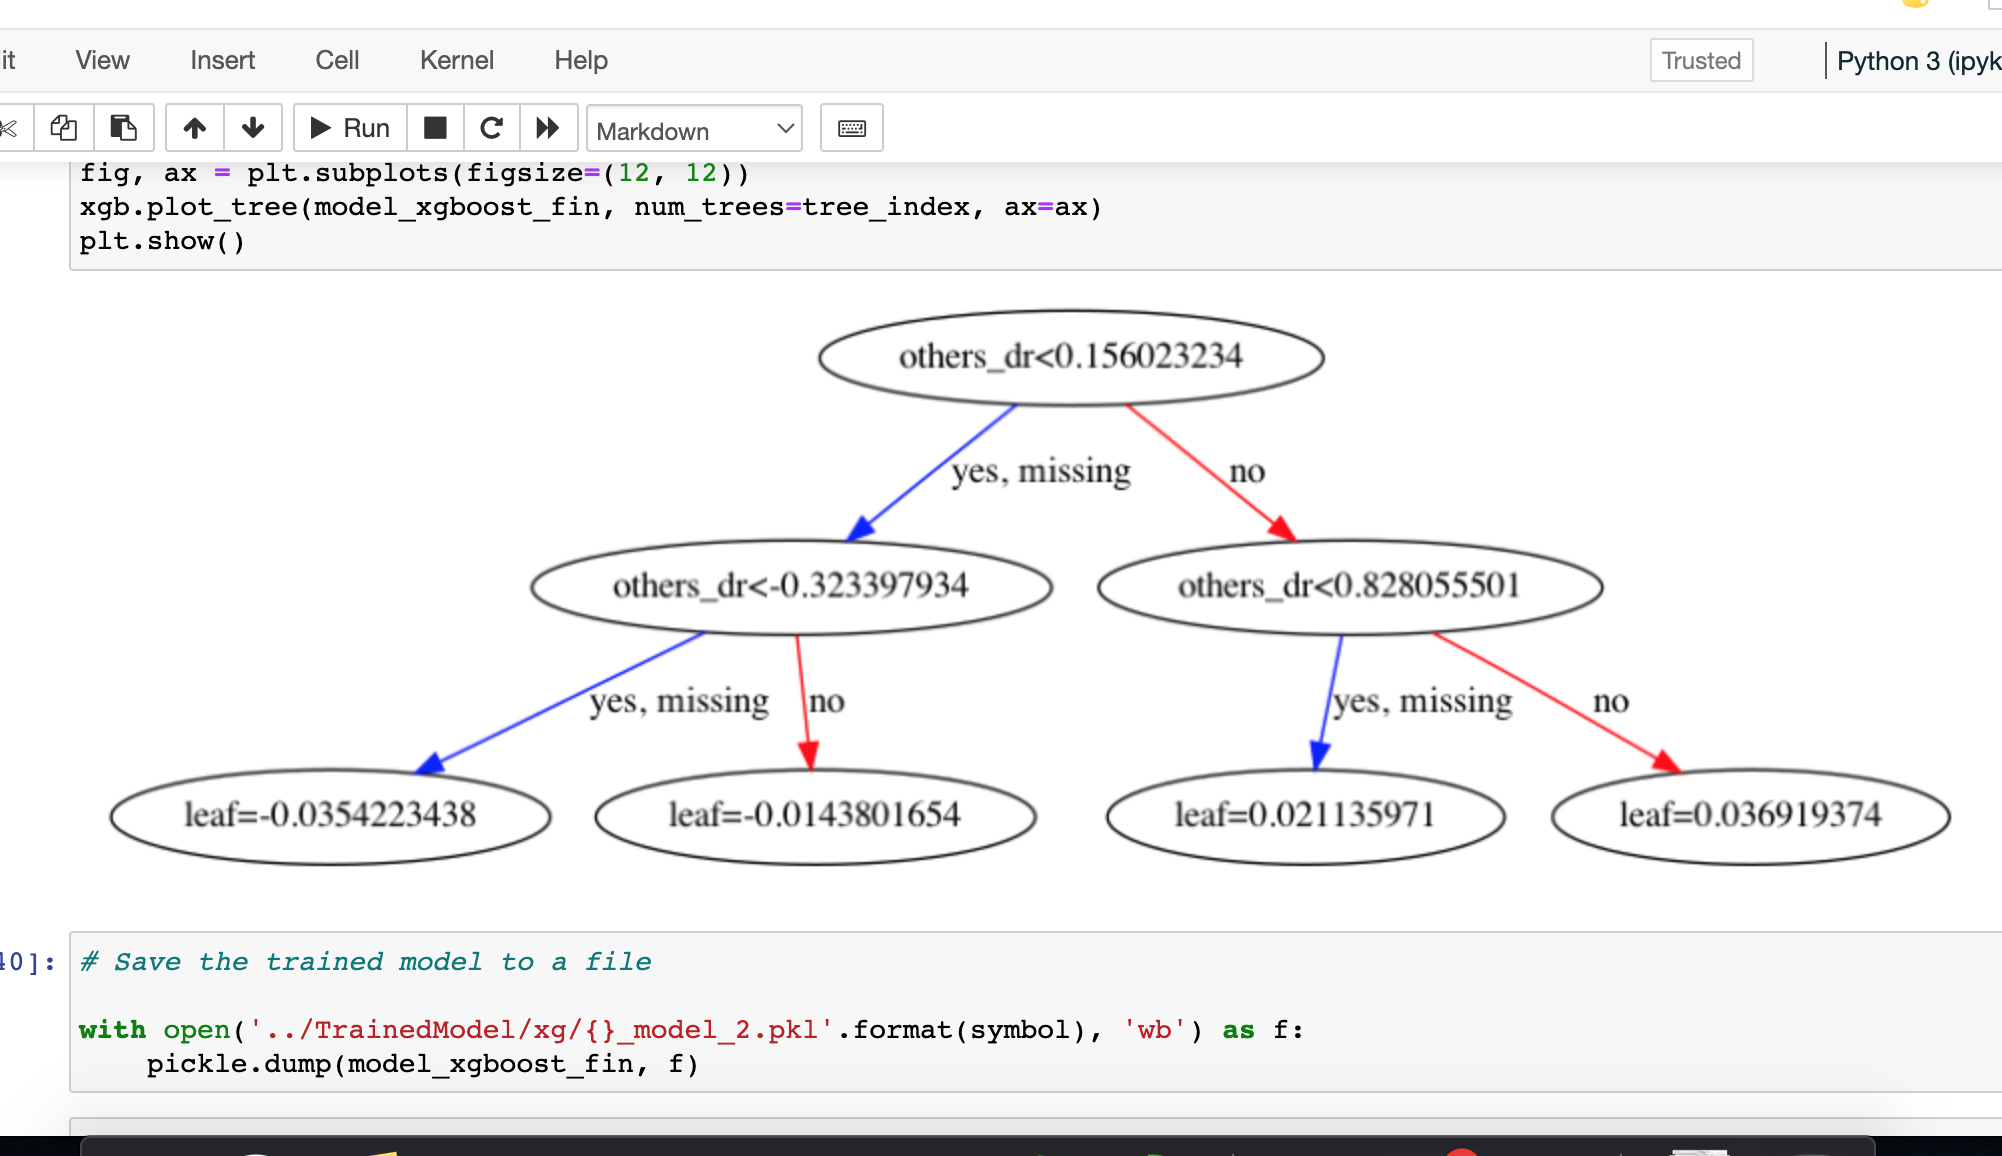 it View Insert Cell Kernel Help Trusted Python 3 (ipyk
Run Markdown
fig, ax = plt.subplots(figsize=(12, 12))
xgb.plot_tree(model_xgboost_fin, num_trees=tree_index, ax=ax)
plt.show()
others_dr<0.156023234
yes, missing no
others_dr<-0.323397934 others_dr<0.828055501
yes, missing no yes, missing no
leaf=-0.0354223438 leaf=-0.0143801654 leaf=0.021135971 leaf=0.036919374
40]: # Save the trained model to a file
with open('../TrainedModel/xg/{}_model_2.pkl'.format(symbol), 'wb') as f:
    pickle.dump(model_xgboost_fin, f)